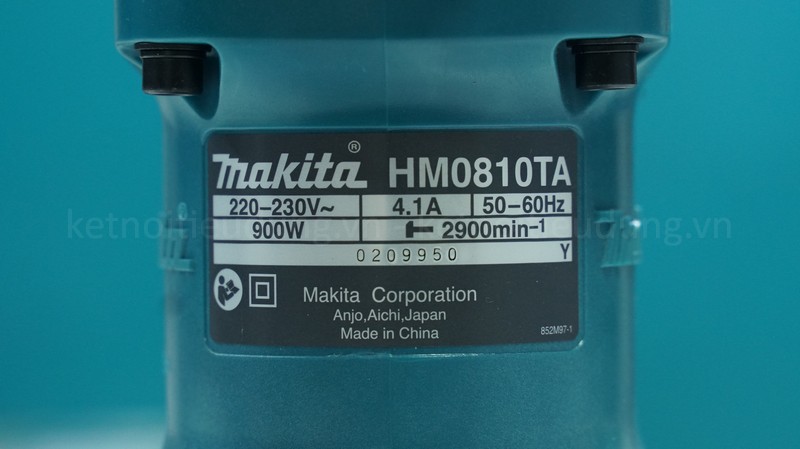 makita ® HM0810TA
220–230V~ 4.1A 50–60Hz
900W 2900min-1
0209950 Y
Makita Corporation
Anjo,Aichi,Japan
Made in China
852M97-1